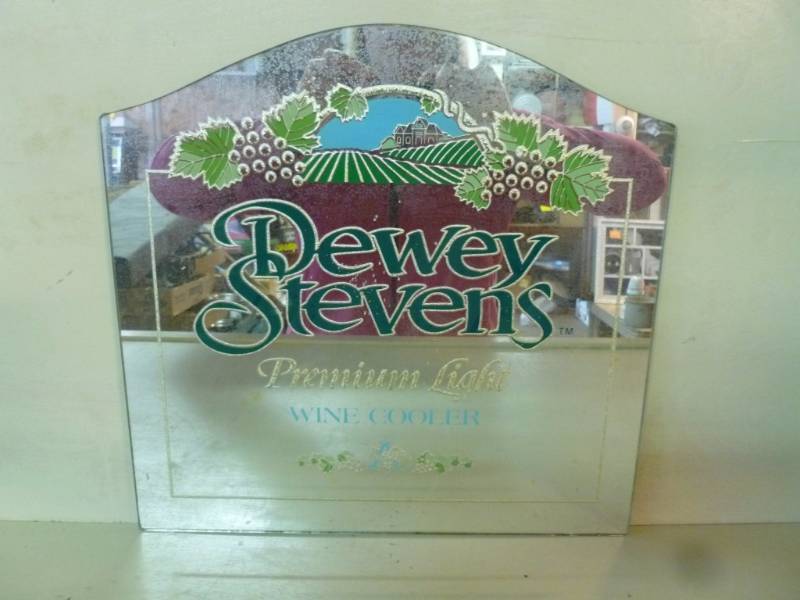 Dewey
Stevens TM
Premium Light
WINE COOLER